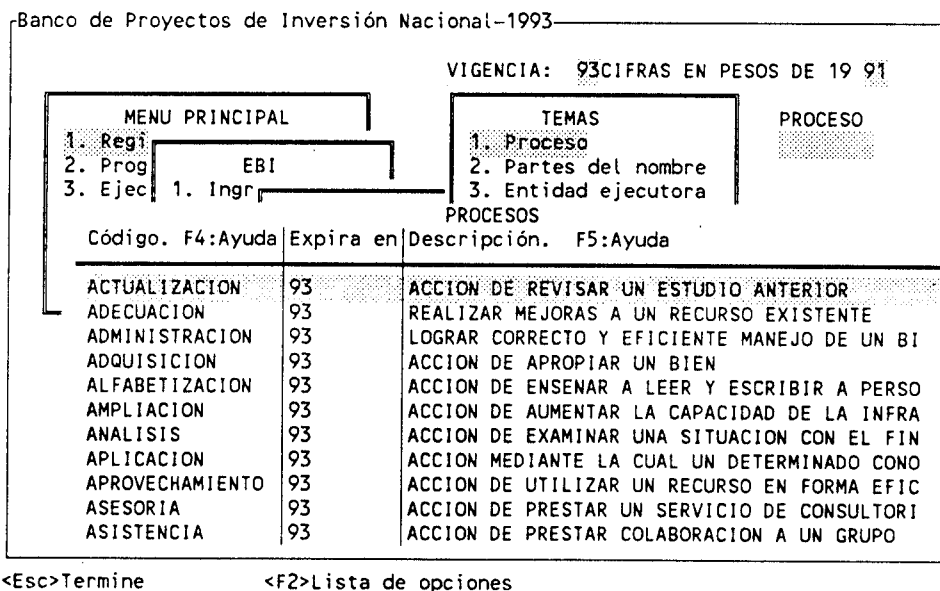 Banco de Proyectos de Inversión Nacional-1993
VIGENCIA: 93CIFRAS EN PESOS DE 19 91
MENU PRINCIPAL TEMAS PROCESO
1. Regi 1. Proceso
2. Prog EBI 2. Partes del nombre
3. Ejec 1. Ingr 3. Entidad ejecutora
PROCESOS
Código. F4:Ayuda Expira en Descripción. F5:Ayuda
ACTUALIZACION 93 ACCION DE REVISAR UN ESTUDIO ANTERIOR
ADECUACION 93 REALIZAR MEJORAS A UN RECURSO EXISTENTE
ADMINISTRACION 93 LOGRAR CORRECTO Y EFICIENTE MANEJO DE UN BI
ADQUISICION 93 ACCION DE APROPIAR UN BIEN
ALFABETIZACION 93 ACCION DE ENSENAR A LEER Y ESCRIBIR A PERSO
AMPLIACION 93 ACCION DE AUMENTAR LA CAPACIDAD DE LA INFRA
ANALISIS 93 ACCION DE EXAMINAR UNA SITUACION CON EL FIN
APLICACION 93 ACCION MEDIANTE LA CUAL UN DETERMINADO CONO
APROVECHAMIENTO 93 ACCION DE UTILIZAR UN RECURSO EN FORMA EFIC
ASESORIA 93 ACCION DE PRESTAR UN SERVICIO DE CONSULTORI
ASISTENCIA 93 ACCION DE PRESTAR COLABORACION A UN GRUPO
<Esc>Termine <F2>Lista de opciones